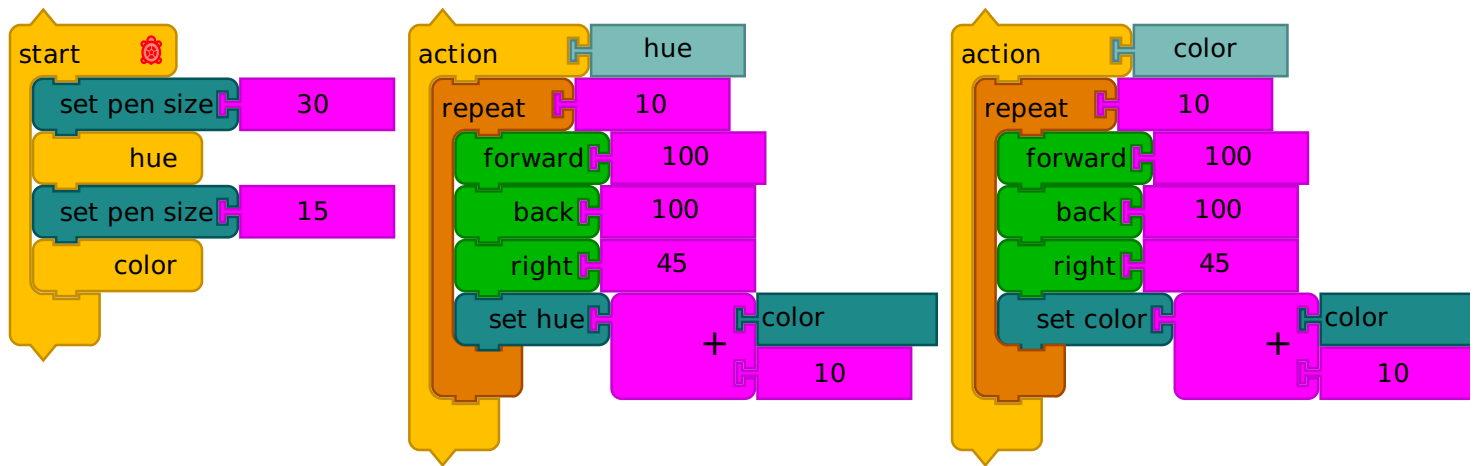 start
set pen size 30
hue
set pen size 15
color
action hue
repeat 10
forward 100
back 100
right 45
set hue + color
10
action color
repeat 10
forward 100
back 100
right 45
set color + color
10